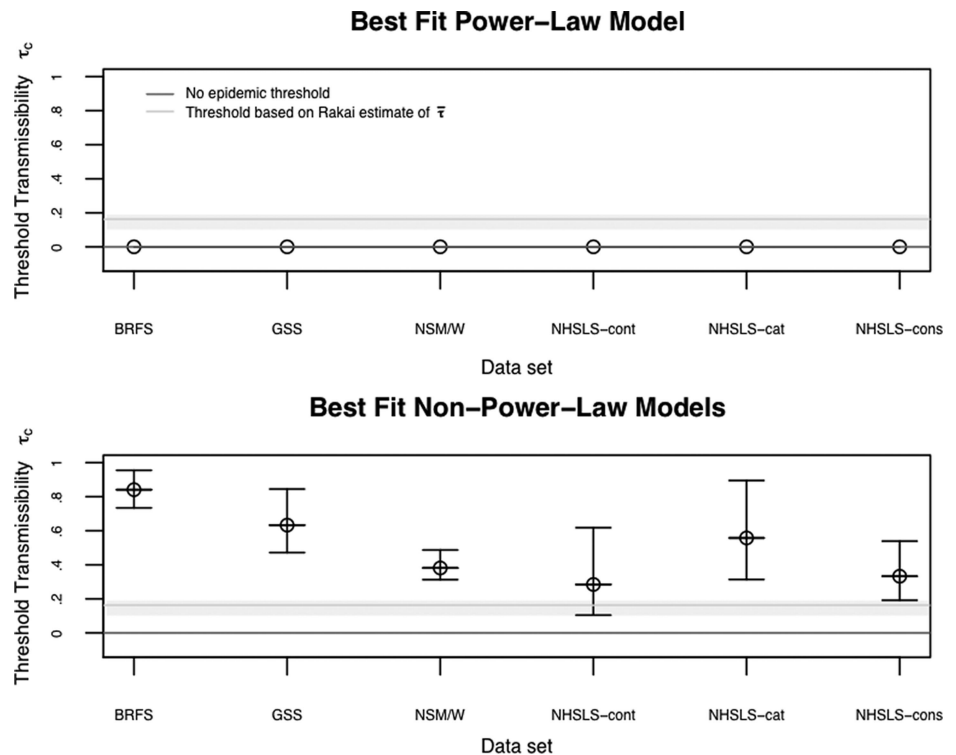 Best Fit Power−Law Model
Threshold Transmissibility τc
1
.8
.6
.4
.2
0
No epidemic threshold
Threshold based on Rakai estimate of τ̄
BRFS GSS NSM/W NHSLS−cont NHSLS−cat NHSLS−cons
Data set
Best Fit Non−Power−Law Models
Threshold Transmissibility τc
1
.8
.6
.4
.2
0
BRFS GSS NSM/W NHSLS−cont NHSLS−cat NHSLS−cons
Data set